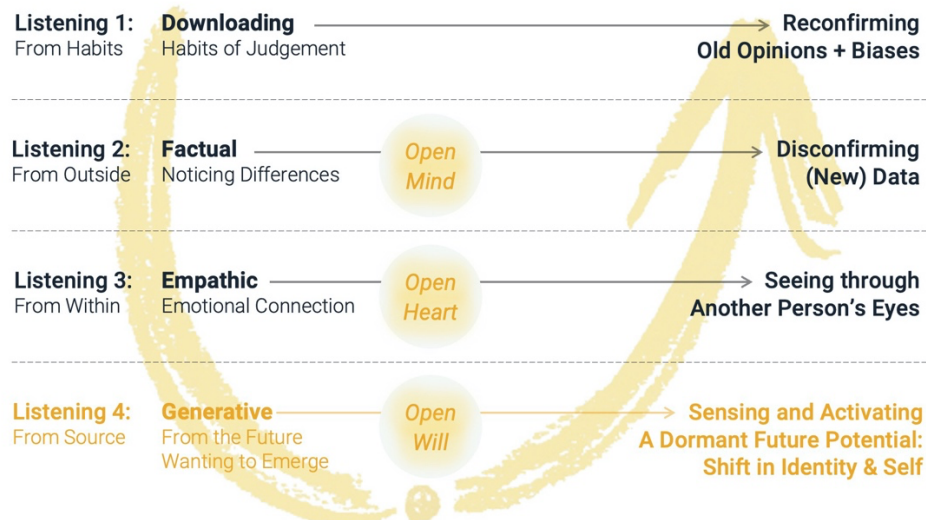 Listening 1: Downloading Reconfirming
From Habits Habits of Judgement Old Opinions + Biases
Listening 2: Factual Open Disconfirming
From Outside Noticing Differences Mind (New) Data
Listening 3: Empathic Open Seeing through
From Within Emotional Connection Heart Another Person's Eyes
Listening 4: Generative Open Sensing and Activating
From Source From the Future Will A Dormant Future Potential:
Wanting to Emerge Shift in Identity & Self